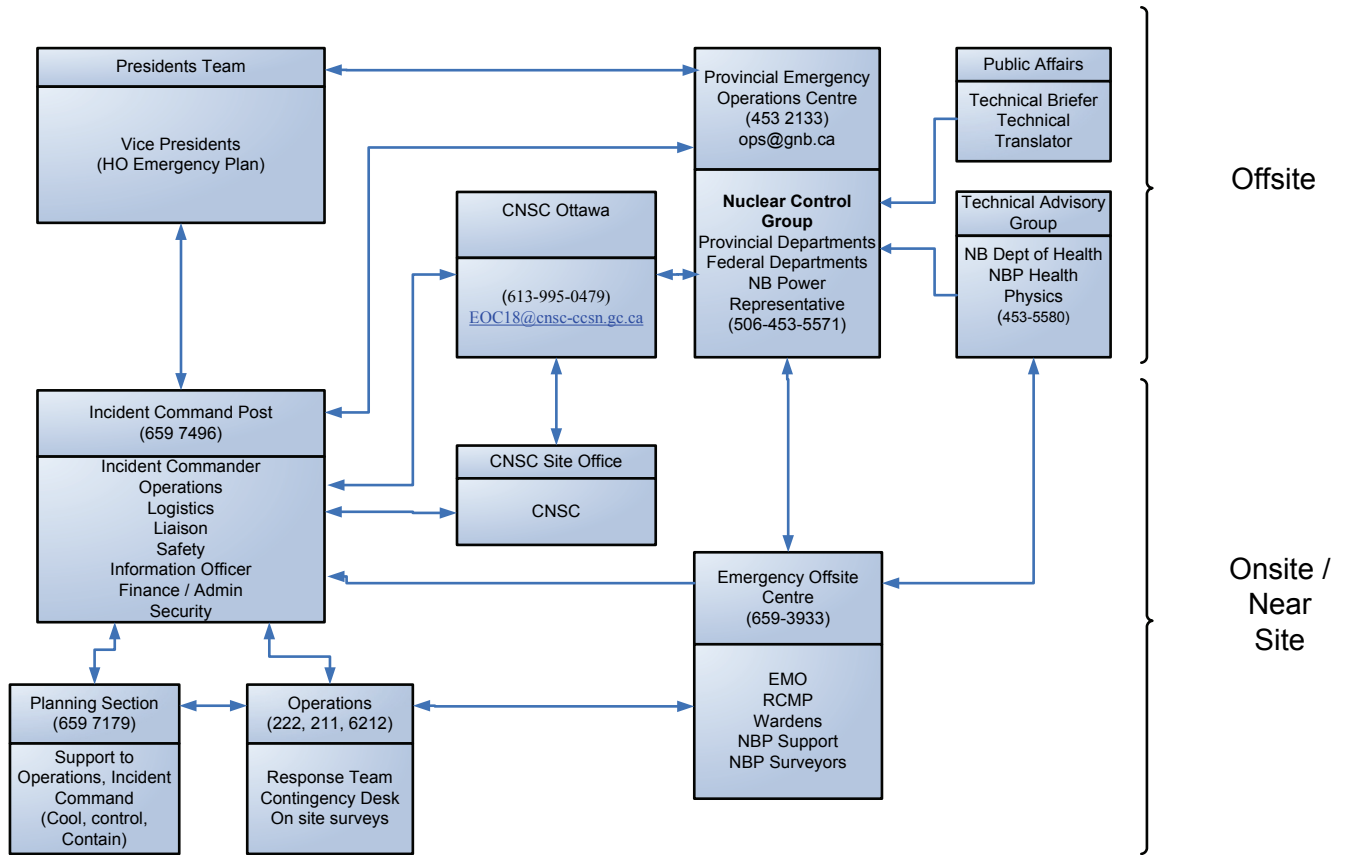 Presidents Team
Vice Presidents
(HO Emergency Plan)
Provincial Emergency
Operations Centre
(453 2133)
ops@gnb.ca
Nuclear Control
Group
Provincial Departments
Federal Departments
NB Power
Representative
(506-453-5571)
Public Affairs
Technical Briefer
Technical
Translator
Technical Advisory
Group
NB Dept of Health
NBP Health
Physics
(453-5580)
Offsite
CNSC Ottawa
(613-995-0479)
EOC18@cnsc-ccsn.gc.ca
Incident Command Post
(659 7496)
Incident Commander
Operations
Logistics
Liaison
Safety
Information Officer
Finance / Admin
Security
CNSC Site Office
CNSC
Emergency Offsite
Centre
(659-3933)
EMO
RCMP
Wardens
NBP Support
NBP Surveyors
Onsite /
Near
Site
Planning Section
(659 7179)
Support to
Operations, Incident
Command
(Cool, control,
Contain)
Operations
(222, 211, 6212)
Response Team
Contingency Desk
On site surveys